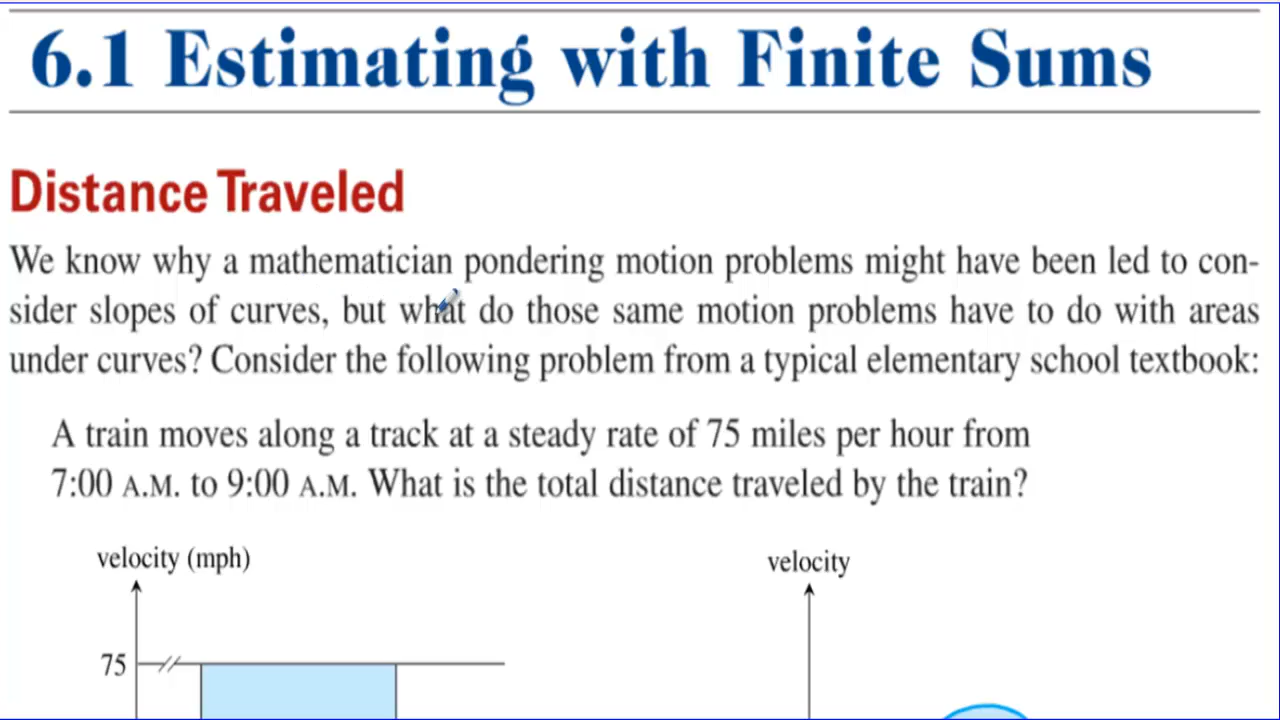 6.1 Estimating with Finite Sums
Distance Traveled
We know why a mathematician pondering motion problems might have been led to con-
sider slopes of curves, but what do those same motion problems have to do with areas
under curves? Consider the following problem from a typical elementary school textbook:
A train moves along a track at a steady rate of 75 miles per hour from
7:00 A.M. to 9:00 A.M. What is the total distance traveled by the train?
velocity (mph)
velocity
75